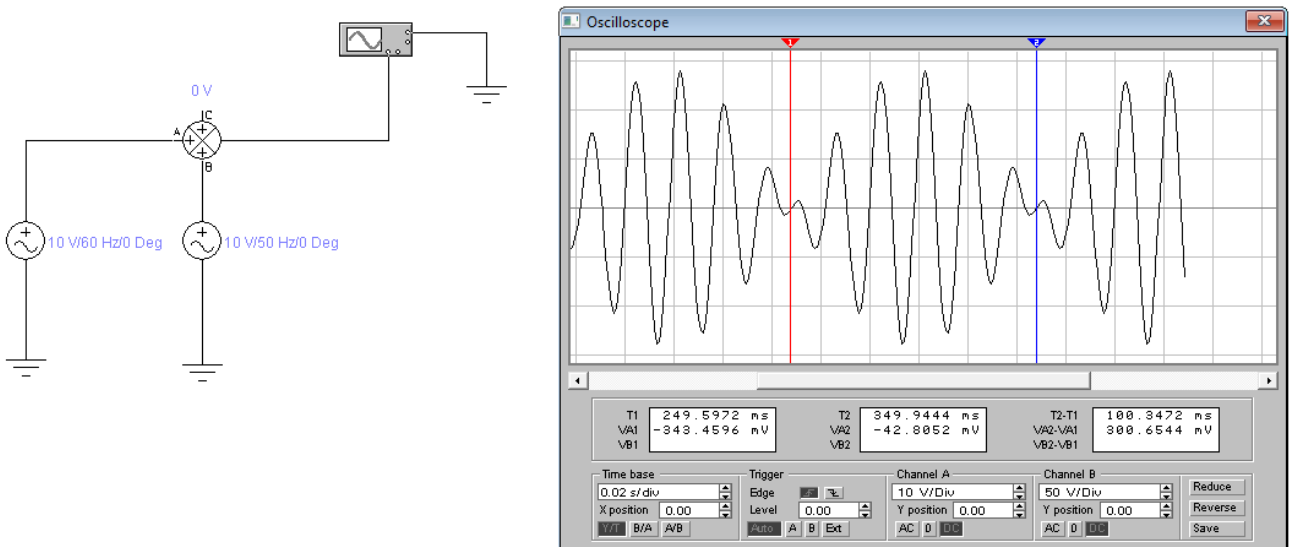 0 V
C
A
B
10 V/60 Hz/0 Deg
10 V/50 Hz/0 Deg
Oscilloscope
1
2
T1 249.5972 ms T2 349.9444 ms T2-T1 100.3472 ms
VA1 -343.4596 mV VA2 -42.8052 mV VA2-VA1 300.6544 mV
VB1 VB2 VB2-VB1
Time base Trigger Channel A Channel B
0.02 s/div Edge 10 V/Div 50 V/Div Reduce
X position 0.00 Level 0.00 Y position 0.00 Y position 0.00 Reverse
Y/T B/A A/B Auto A B Ext AC 0 DC AC 0 DC Save